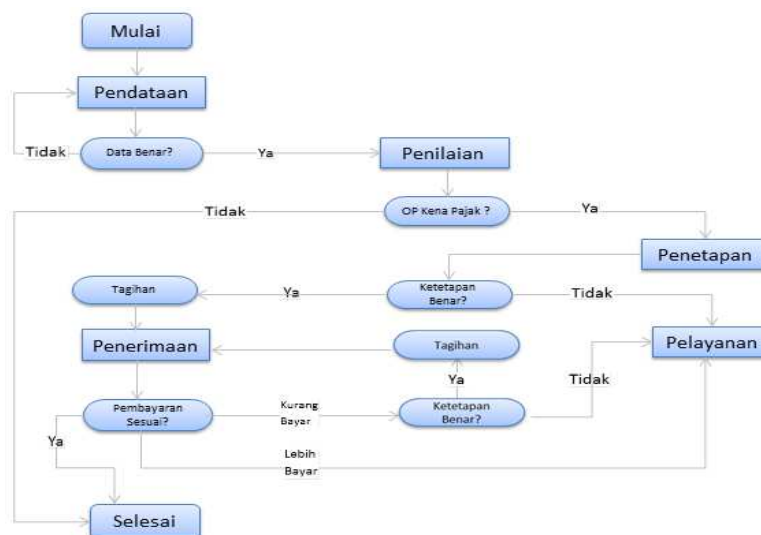 Mulai
Pendataan
Tidak
Data Benar?
Ya
Penilaian
Tidak
OP Kena Pajak ?
Ya
Penetapan
Tagihan
Ya
Ketetapan
Benar?
Tidak
Penerimaan
Tagihan
Pelayanan
Ya
Tidak
Pembayaran
Sesuai?
Kurang
Bayar
Ketetapan
Benar?
Ya
Lebih
Bayar
Selesai